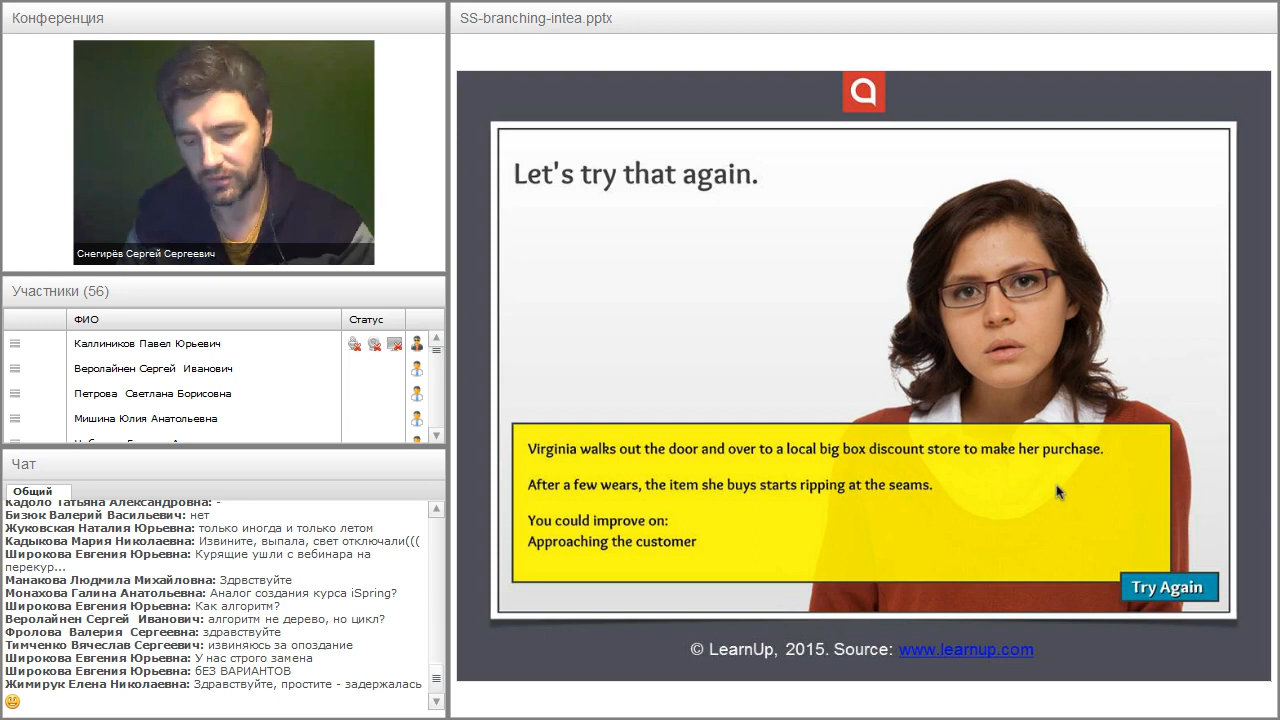 Конференция
Снегирёв Сергей Сергеевич
Участники (56)
ФИО
Статус
Каллиников Павел Юрьевич
Веролайнен Сергей Иванович
Петрова Светлана Борисовна
Мишина Юлия Анатольевна
Чат
Общий
Кадоло Татьяна Александровна: -
Бизюк Валерий Васильевич: нет
Жуковская Наталия Юрьевна: только иногда и только летом
Кадыкова Мария Николаевна: Извините, выпала, свет отключали(((
Широкова Евгения Юрьевна: Курящие ушли с вебинара на
перекур...
Манакова Людмила Михайловна: Здрвствуйте
Монахова Галина Анатольевна: Аналог создания курса iSpring?
Широкова Евгения Юрьевна: Как алгоритм?
Веролайнен Сергей Иванович: алгоритм не дерево, но цикл?
Фролова Валерия Сергеевна: здравствуйте
Тимченко Вячеслав Сергеевич: извиняюсь за опоздание
Широкова Евгения Юрьевна: У нас строго замена
Широкова Евгения Юрьевна: бЕЗ ВАРИАНТОВ
Жимирук Елена Николаевна: Здравствуйте, простите - задержалась
SS-branching-intea.pptx
Let's try that again.
Virginia walks out the door and over to a local big box discount store to make her purchase.
After a few wears, the item she buys starts ripping at the seams.
You could improve on:
Approaching the customer
Try Again
© LearnUp, 2015. Source: www.learnup.com